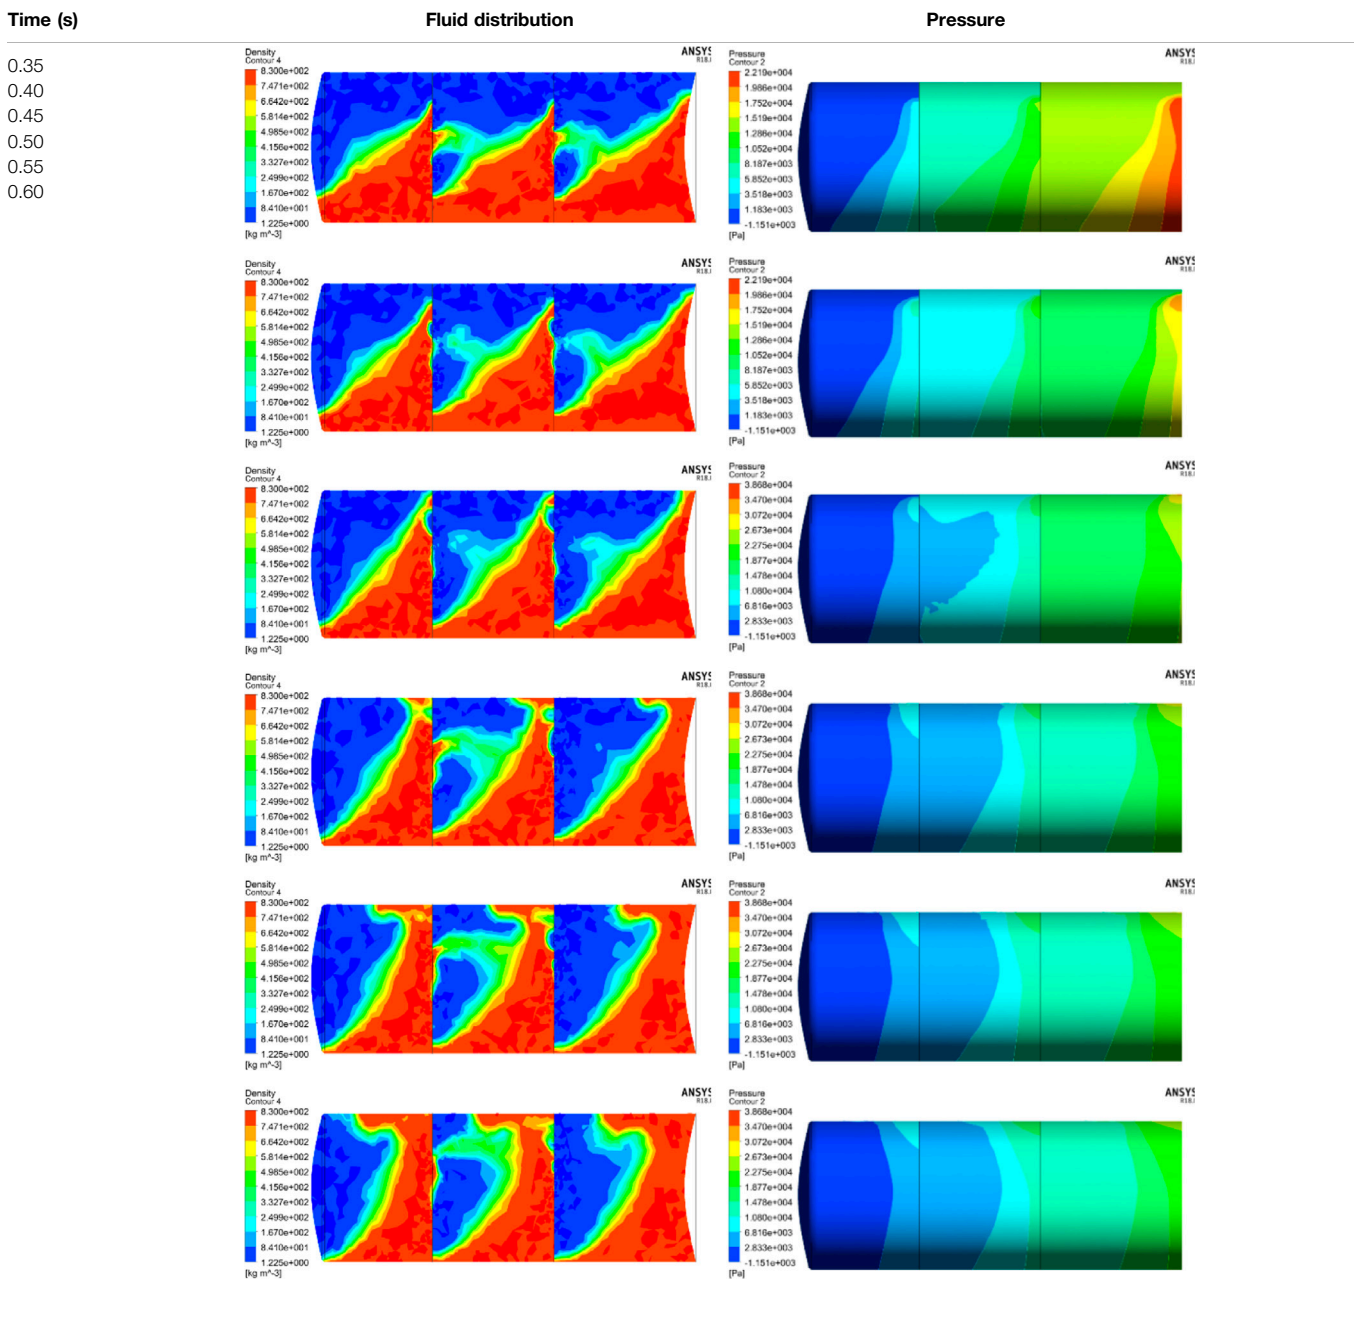 Time (s)
Fluid distribution
Pressure
0.35
0.40
0.45
0.50
0.55
0.60
Density
Contour 4
8.300e+002
7.471e+002
6.642e+002
5.814e+002
4.985e+002
4.156e+002
3.327e+002
2.499e+002
1.670e+002
8.410e+001
1.225e+000
[kg m^-3]
ANSYS
R18.
Pressure
Contour 2
2.219e+004
1.986e+004
1.752e+004
1.519e+004
1.286e+004
1.052e+004
8.187e+003
5.852e+003
3.518e+003
1.183e+003
-1.151e+003
[Pa]
ANSYS
R18.
Density
Contour 4
8.300e+002
7.471e+002
6.642e+002
5.814e+002
4.985e+002
4.156e+002
3.327e+002
2.499e+002
1.670e+002
8.410e+001
1.225e+000
[kg m^-3]
ANSYS
R18.
Pressure
Contour 2
2.219e+004
1.986e+004
1.752e+004
1.519e+004
1.286e+004
1.052e+004
8.187e+003
5.852e+003
3.518e+003
1.183e+003
-1.151e+003
[Pa]
ANSYS
R18.
Density
Contour 4
8.300e+002
7.471e+002
6.642e+002
5.814e+002
4.985e+002
4.156e+002
3.327e+002
2.499e+002
1.670e+002
8.410e+001
1.225e+000
[kg m^-3]
ANSYS
R18.
Pressure
Contour 2
3.868e+004
3.470e+004
3.072e+004
2.673e+004
2.275e+004
1.877e+004
1.478e+004
1.080e+004
6.816e+003
2.833e+003
-1.151e+003
[Pa]
ANSYS
R18.
Density
Contour 4
8.300e+002
7.471e+002
6.642e+002
5.814e+002
4.985e+002
4.156e+002
3.327e+002
2.499e+002
1.670e+002
8.410e+001
1.225e+000
[kg m^-3]
ANSYS
R18.
Pressure
Contour 2
3.868e+004
3.470e+004
3.072e+004
2.673e+004
2.275e+004
1.877e+004
1.478e+004
1.080e+004
6.816e+003
2.833e+003
-1.151e+003
[Pa]
ANSYS
R18.
Density
Contour 4
8.300e+002
7.471e+002
6.642e+002
5.814e+002
4.985e+002
4.156e+002
3.327e+002
2.499e+002
1.670e+002
8.410e+001
1.225e+000
[kg m^-3]
ANSYS
R18.
Pressure
Contour 2
3.868e+004
3.470e+004
3.072e+004
2.673e+004
2.275e+004
1.877e+004
1.478e+004
1.080e+004
6.816e+003
2.833e+003
-1.151e+003
[Pa]
ANSYS
R18.
Density
Contour 4
8.300e+002
7.471e+002
6.642e+002
5.814e+002
4.985e+002
4.156e+002
3.327e+002
2.499e+002
1.670e+002
8.410e+001
1.225e+000
[kg m^-3]
ANSYS
R18.
Pressure
Contour 2
3.868e+004
3.470e+004
3.072e+004
2.673e+004
2.275e+004
1.877e+004
1.478e+004
1.080e+004
6.816e+003
2.833e+003
-1.151e+003
[Pa]
ANSYS
R18.